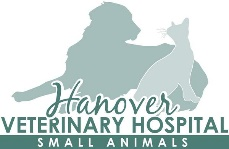 Hanover
VETERINARY HOSPITAL
SMALL ANIMALS